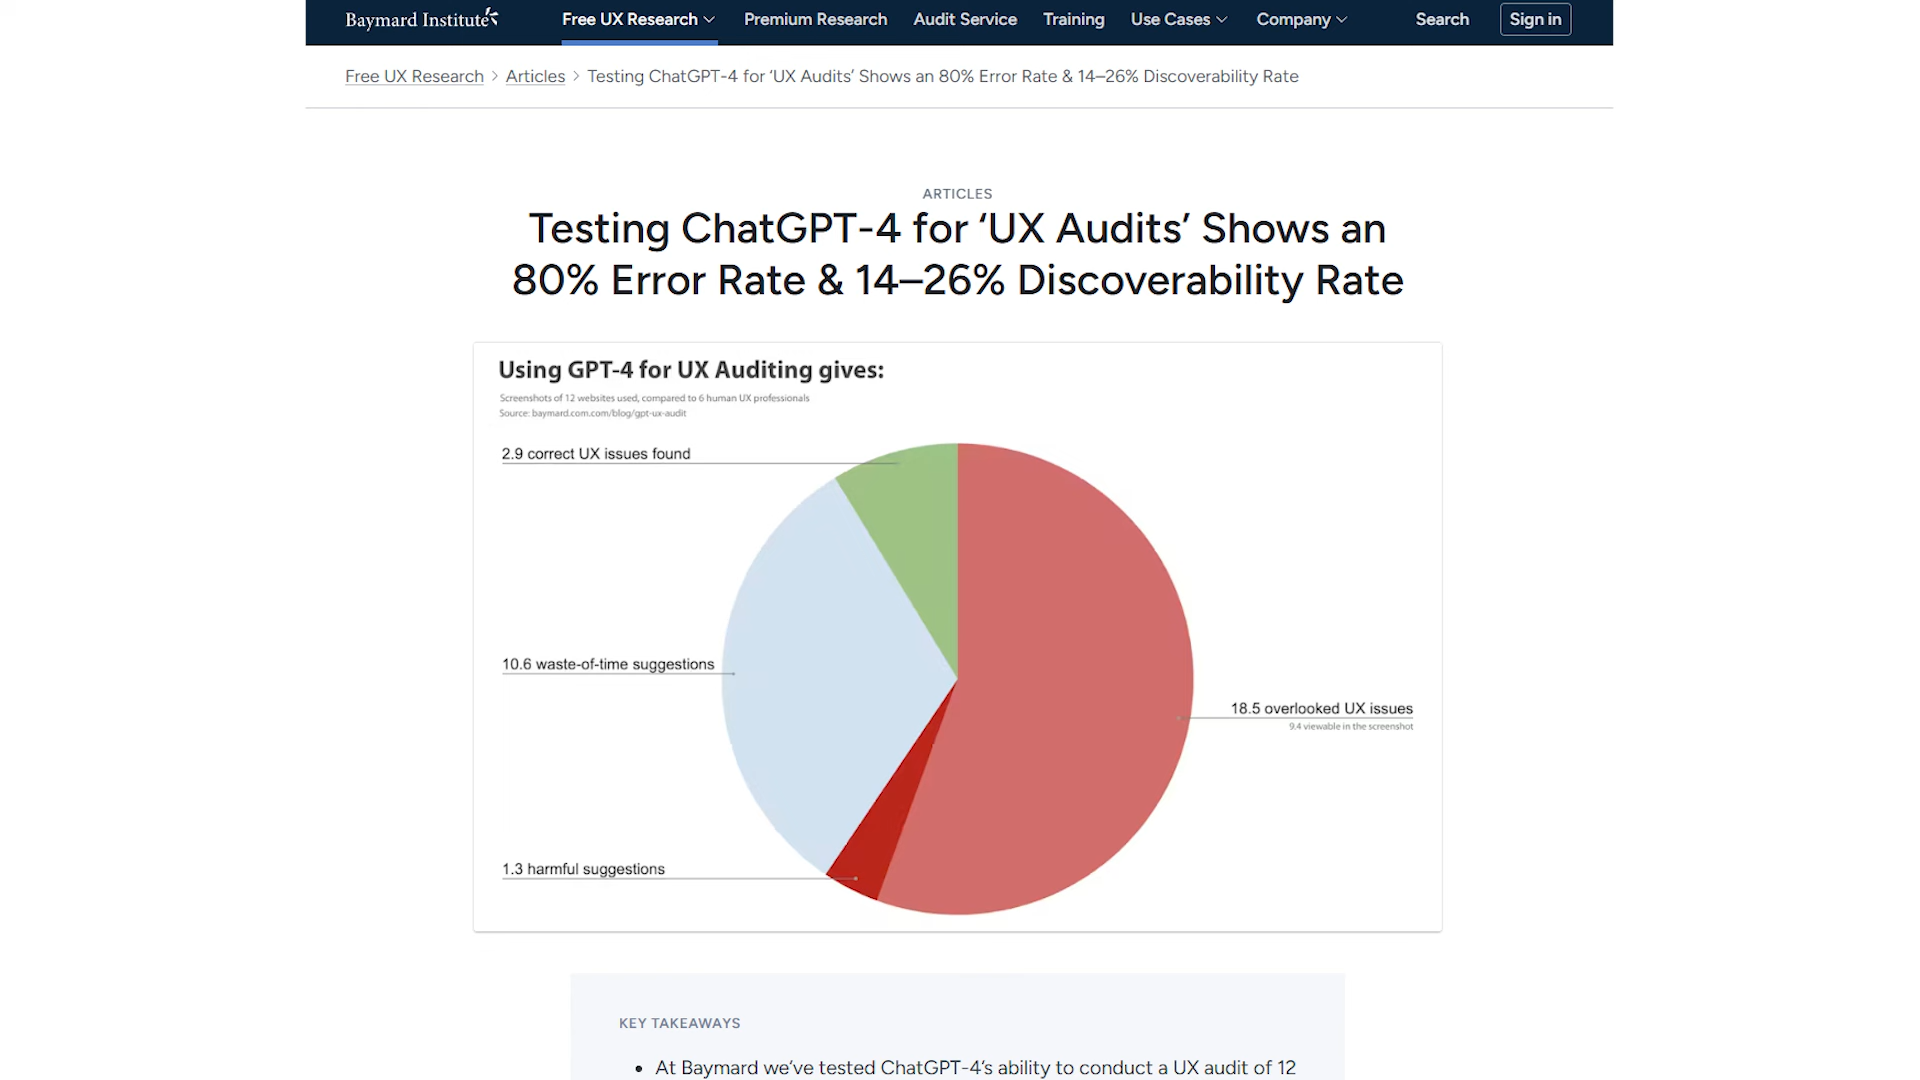 Baymard Institute
Free UX Research
Premium Research
Audit Service
Training
Use Cases
Company
Search
Sign in
Free UX Research > Articles > Testing ChatGPT-4 for ‘UX Audits’ Shows an 80% Error Rate & 14–26% Discoverability Rate
ARTICLES
Testing ChatGPT-4 for ‘UX Audits’ Shows an
80% Error Rate & 14–26% Discoverability Rate
Using GPT-4 for UX Auditing gives:
Screenshots of 12 websites used, compared to 6 human UX professionals
Source: baymard.com.com/blog/gpt-ux-audit
2.9 correct UX issues found
10.6 waste-of-time suggestions
18.5 overlooked UX issues
9.4 viewable in the screenshot
1.3 harmful suggestions
KEY TAKEAWAYS
• At Baymard we’ve tested ChatGPT-4’s ability to conduct a UX audit of 12